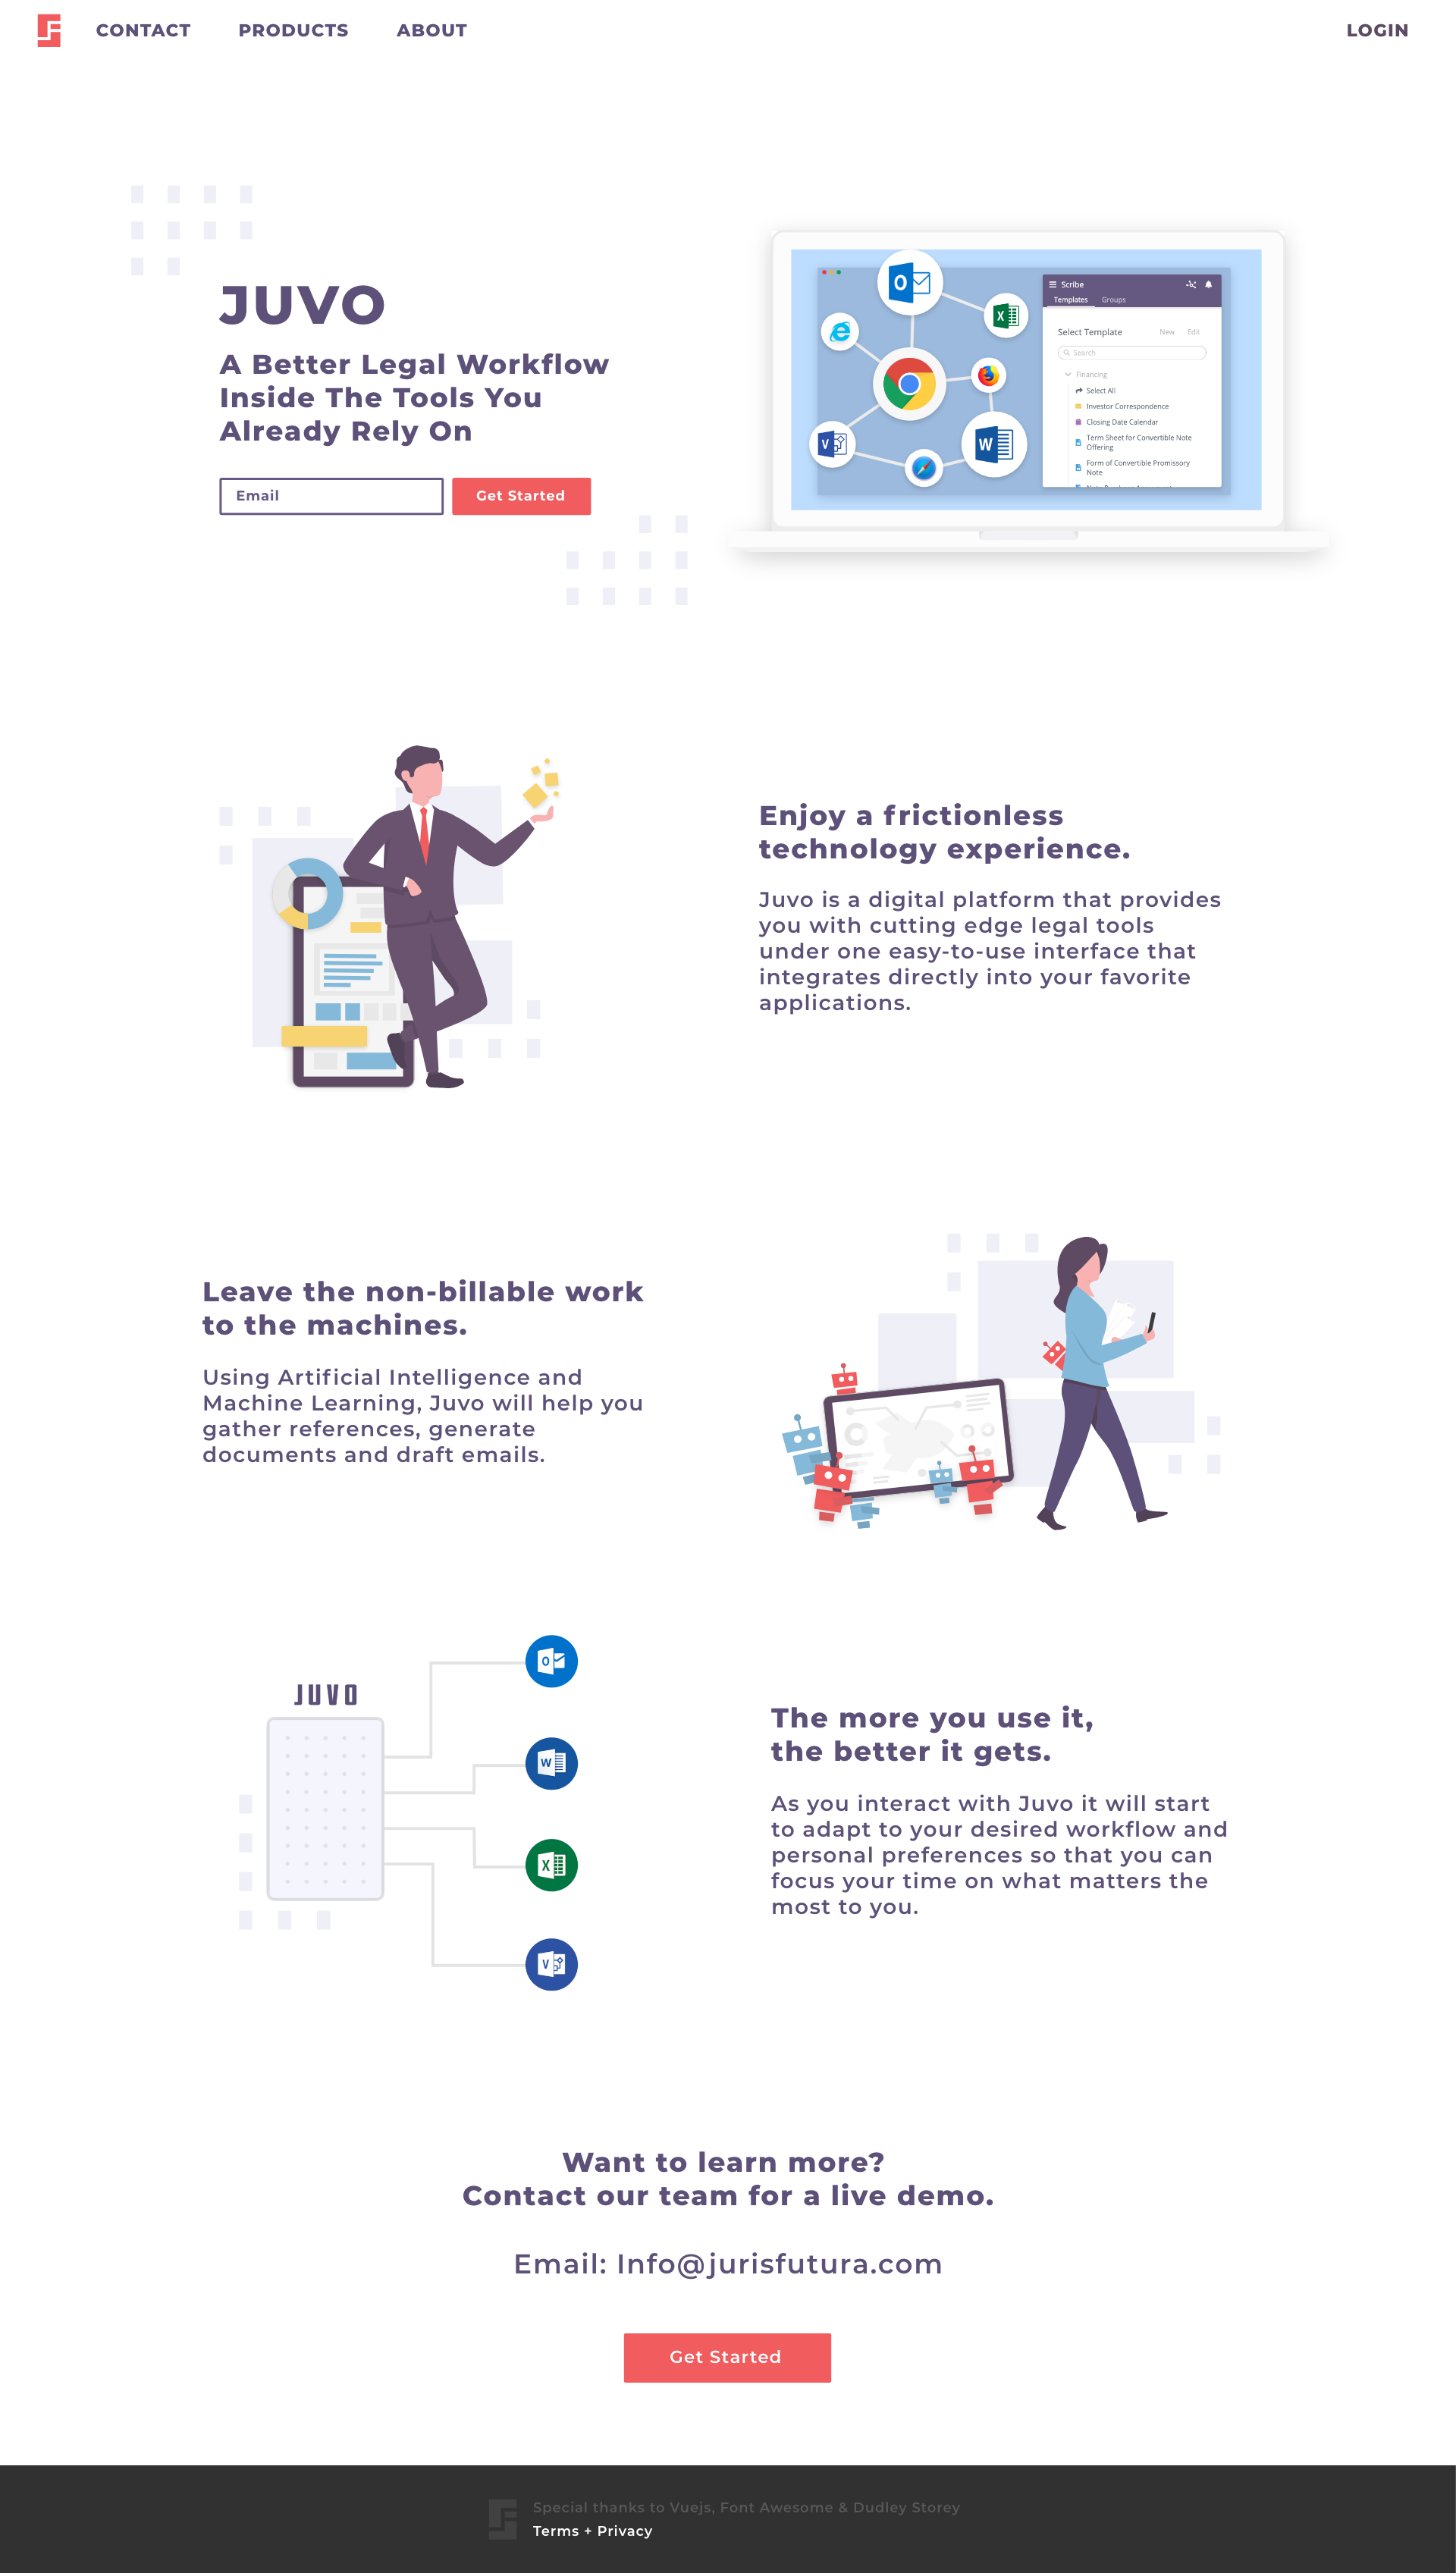 CONTACT PRODUCTS ABOUT LOGIN
JUVO
A Better Legal Workflow
Inside The Tools You
Already Rely On
Email Get Started
Scribe
Templates Groups
Select Template New Edit
Search
Financing
Select All
Investor Correspondence
Closing Date Calendar
Term Sheet for Convertible Note
Offering
Form of Convertible Promissory
Note
O
X
W
V
Enjoy a frictionless
technology experience.
Juvo is a digital platform that provides
you with cutting edge legal tools
under one easy-to-use interface that
integrates directly into your favorite
applications.
Leave the non-billable work
to the machines.
Using Artificial Intelligence and
Machine Learning, Juvo will help you
gather references, generate
documents and draft emails.
JUVO
O
W
X
V
The more you use it,
the better it gets.
As you interact with Juvo it will start
to adapt to your desired workflow and
personal preferences so that you can
focus your time on what matters the
most to you.
Want to learn more?
Contact our team for a live demo.
Email: Info@jurisfutura.com
Get Started
Special thanks to Vuejs, Font Awesome & Dudley Storey
Terms + Privacy